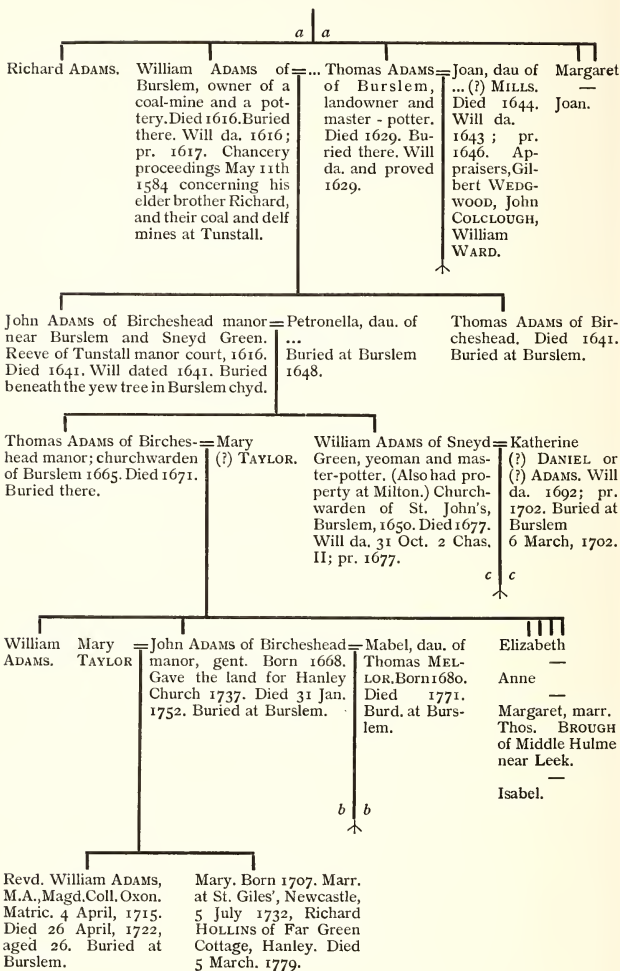 a a
Richard ADAMS.
William ADAMS of =...
Burslem, owner of a
coal-mine and a pot-
tery. Died 1616. Buried
there. Will da. 1616;
pr. 1617. Chancery
proceedings May 11th
1584 concerning his
elder brother Richard,
and their coal and delf
mines at Tunstall.
Thomas ADAMS=
of Burslem,
landowner and
master-potter.
Died 1629. Bu-
ried there. Will
da. and proved
1629.
Joan, dau of
... (?) MILLS.
Died 1644.
Will da.
1643; pr.
1646. Ap-
praisers, Gil-
bert WEDG-
WOOD, John
COLCLOUGH,
William
WARD.
Margaret
—
Joan.
John ADAMS of Bircheshead manor=
near Burslem and Sneyd Green.
Reeve of Tunstall manor court, 1616.
Died 1641. Will dated 1641. Buried
beneath the yew tree in Burslem chyd.
Petronella, dau. of
...
Buried at Burslem
1648.
Thomas ADAMS of Bir-
cheshead. Died 1641.
Buried at Burslem.
Thomas ADAMS of Birches-=
head manor; churchwarden
of Burslem 1665. Died 1671.
Buried there.
Mary
(?) TAYLOR.
William ADAMS of Sneyd=
Green, yeoman and mas-
ter-potter. (Also had pro-
perty at Milton.) Church-
warden of St. John's,
Burslem, 1650. Died 1677.
Will da. 31 Oct. 2 Chas.
II; pr. 1677.
Katherine
(?) DANIEL or
(?) ADAMS. Will
da. 1692; pr.
1702. Buried at
Burslem
6 March, 1702.
c c
William
ADAMS.
Mary =
TAYLOR
John ADAMS of Bircheshead=
manor, gent. Born 1668.
Gave the land for Hanley
Church 1737. Died 31 Jan.
1752. Buried at Burslem.
Mabel, dau. of
Thomas MEL-
LOR. Born 1680.
Died 1771.
Burd. at Burs-
lem.
Elizabeth
—
Anne
—
Margaret, marr.
Thos. BROUGH
of Middle Hulme
near Leek.
—
Isabel.
b b
Revd. William ADAMS,
M.A., Magd. Coll. Oxon.
Matric. 4 April, 1715.
Died 26 April, 1722,
aged 26. Buried at
Burslem.
Mary. Born 1707. Marr.
at St. Giles', Newcastle,
5 July 1732, Richard
HOLLINS of Far Green
Cottage, Hanley. Died
5 March. 1779.